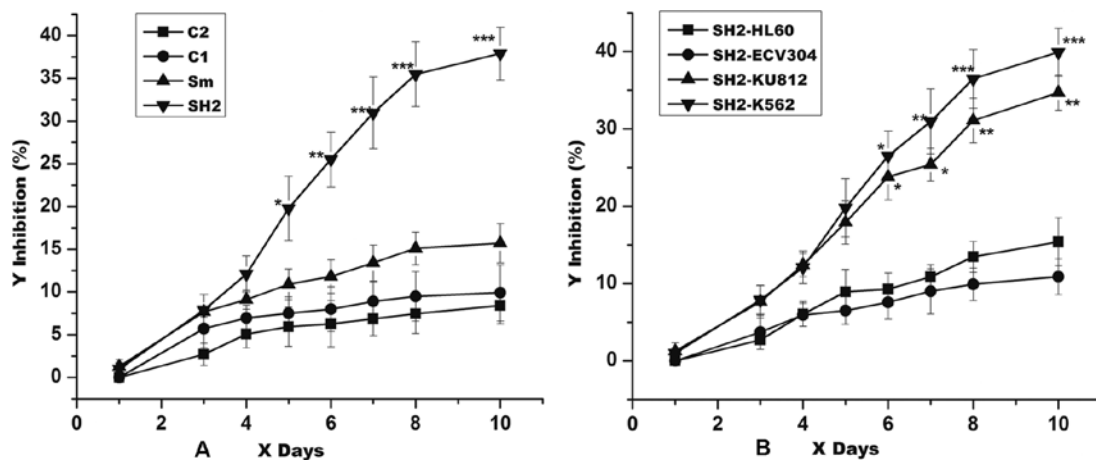 40
35
30
25
20
15
10
5
0
Y Inhibition (%)
C2
C1
Sm
SH2
*
**
***
***
***
0 2 4 6 8 10
A X Days
40
30
20
10
0
Y Inhibition (%)
SH2-HL60
SH2-ECV304
SH2-KU812
SH2-K562
*
**
***
***
*
*
**
**
0 2 4 6 8 10
B X Days